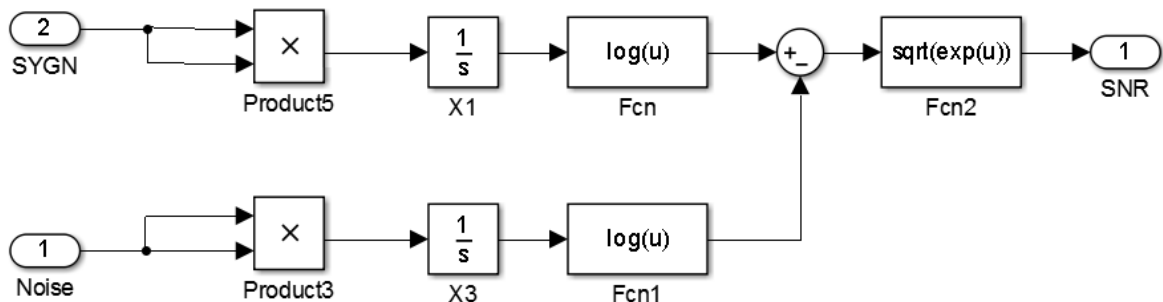 2
SYGN
×
Product5
1
s
X1
log(u)
Fcn
+
−
sqrt(exp(u))
Fcn2
1
SNR
1
Noise
×
Product3
1
s
X3
log(u)
Fcn1